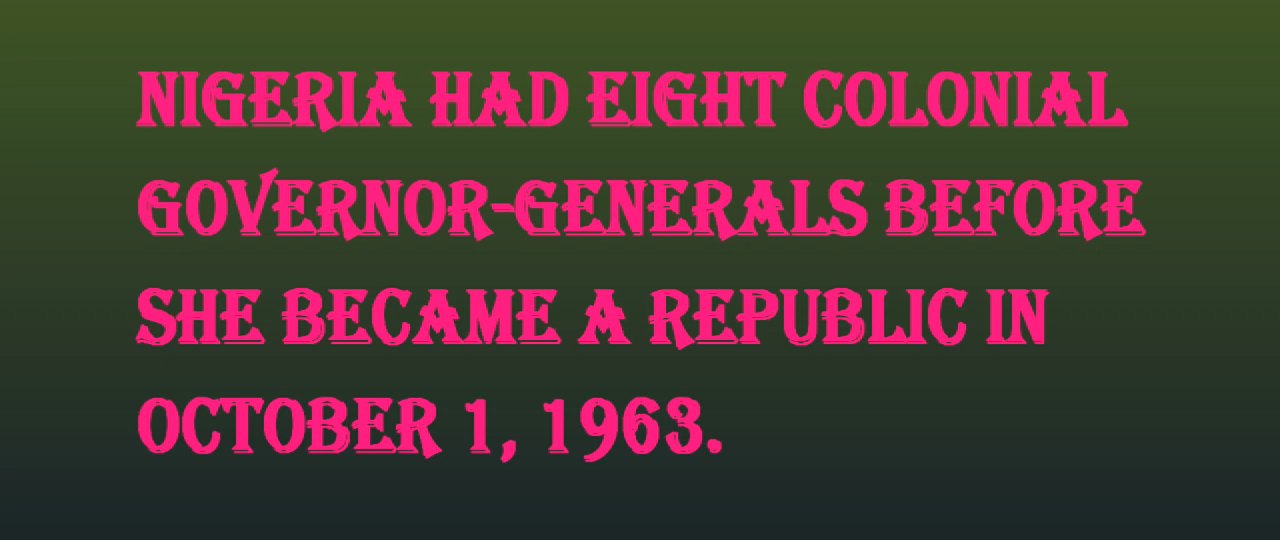 NIGERIA HAD EIGHT COLONIAL
GOVERNOR-GENERALS BEFORE
SHE BECAME A REPUBLIC IN
OCTOBER 1, 1963.